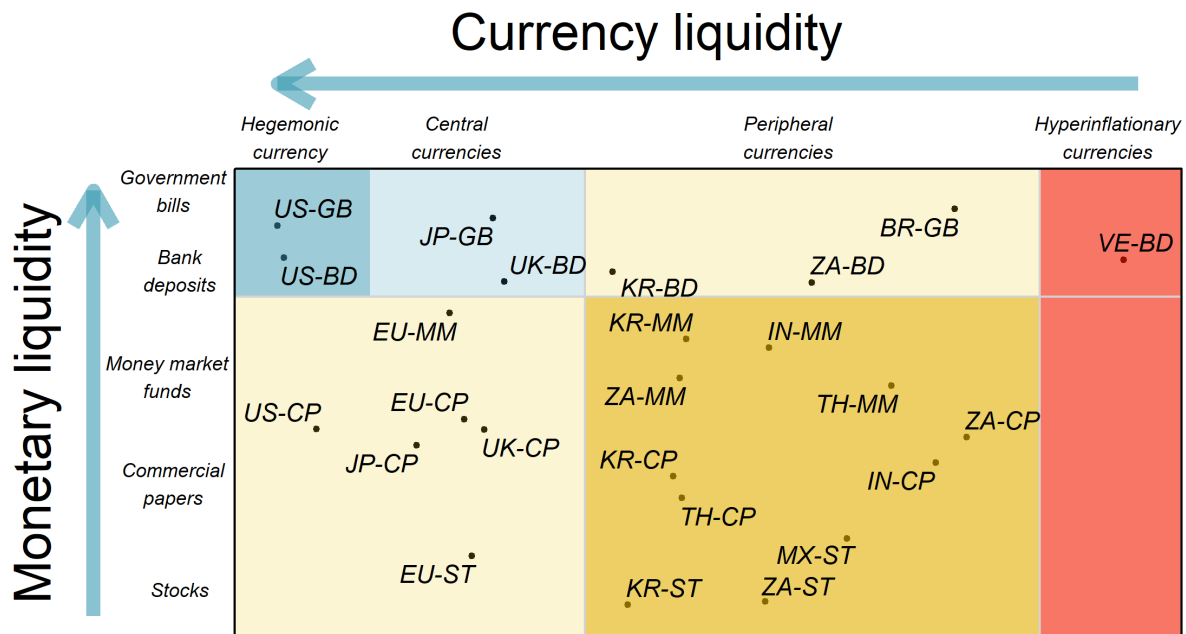 Currency liquidity
Hegemonic
currency
Central
currencies
Peripheral
currencies
Hyperinflationary
currencies
Monetary liquidity
Government
bills
Bank
deposits
Money market
funds
Commercial
papers
Stocks
US-GB
JP-GB
BR-GB
VE-BD
US-BD
UK-BD
KR-BD
ZA-BD
EU-MM
KR-MM
IN-MM
ZA-MM
TH-MM
US-CP
EU-CP
ZA-CP
JP-CP
UK-CP
KR-CP
IN-CP
TH-CP
MX-ST
EU-ST
KR-ST
ZA-ST